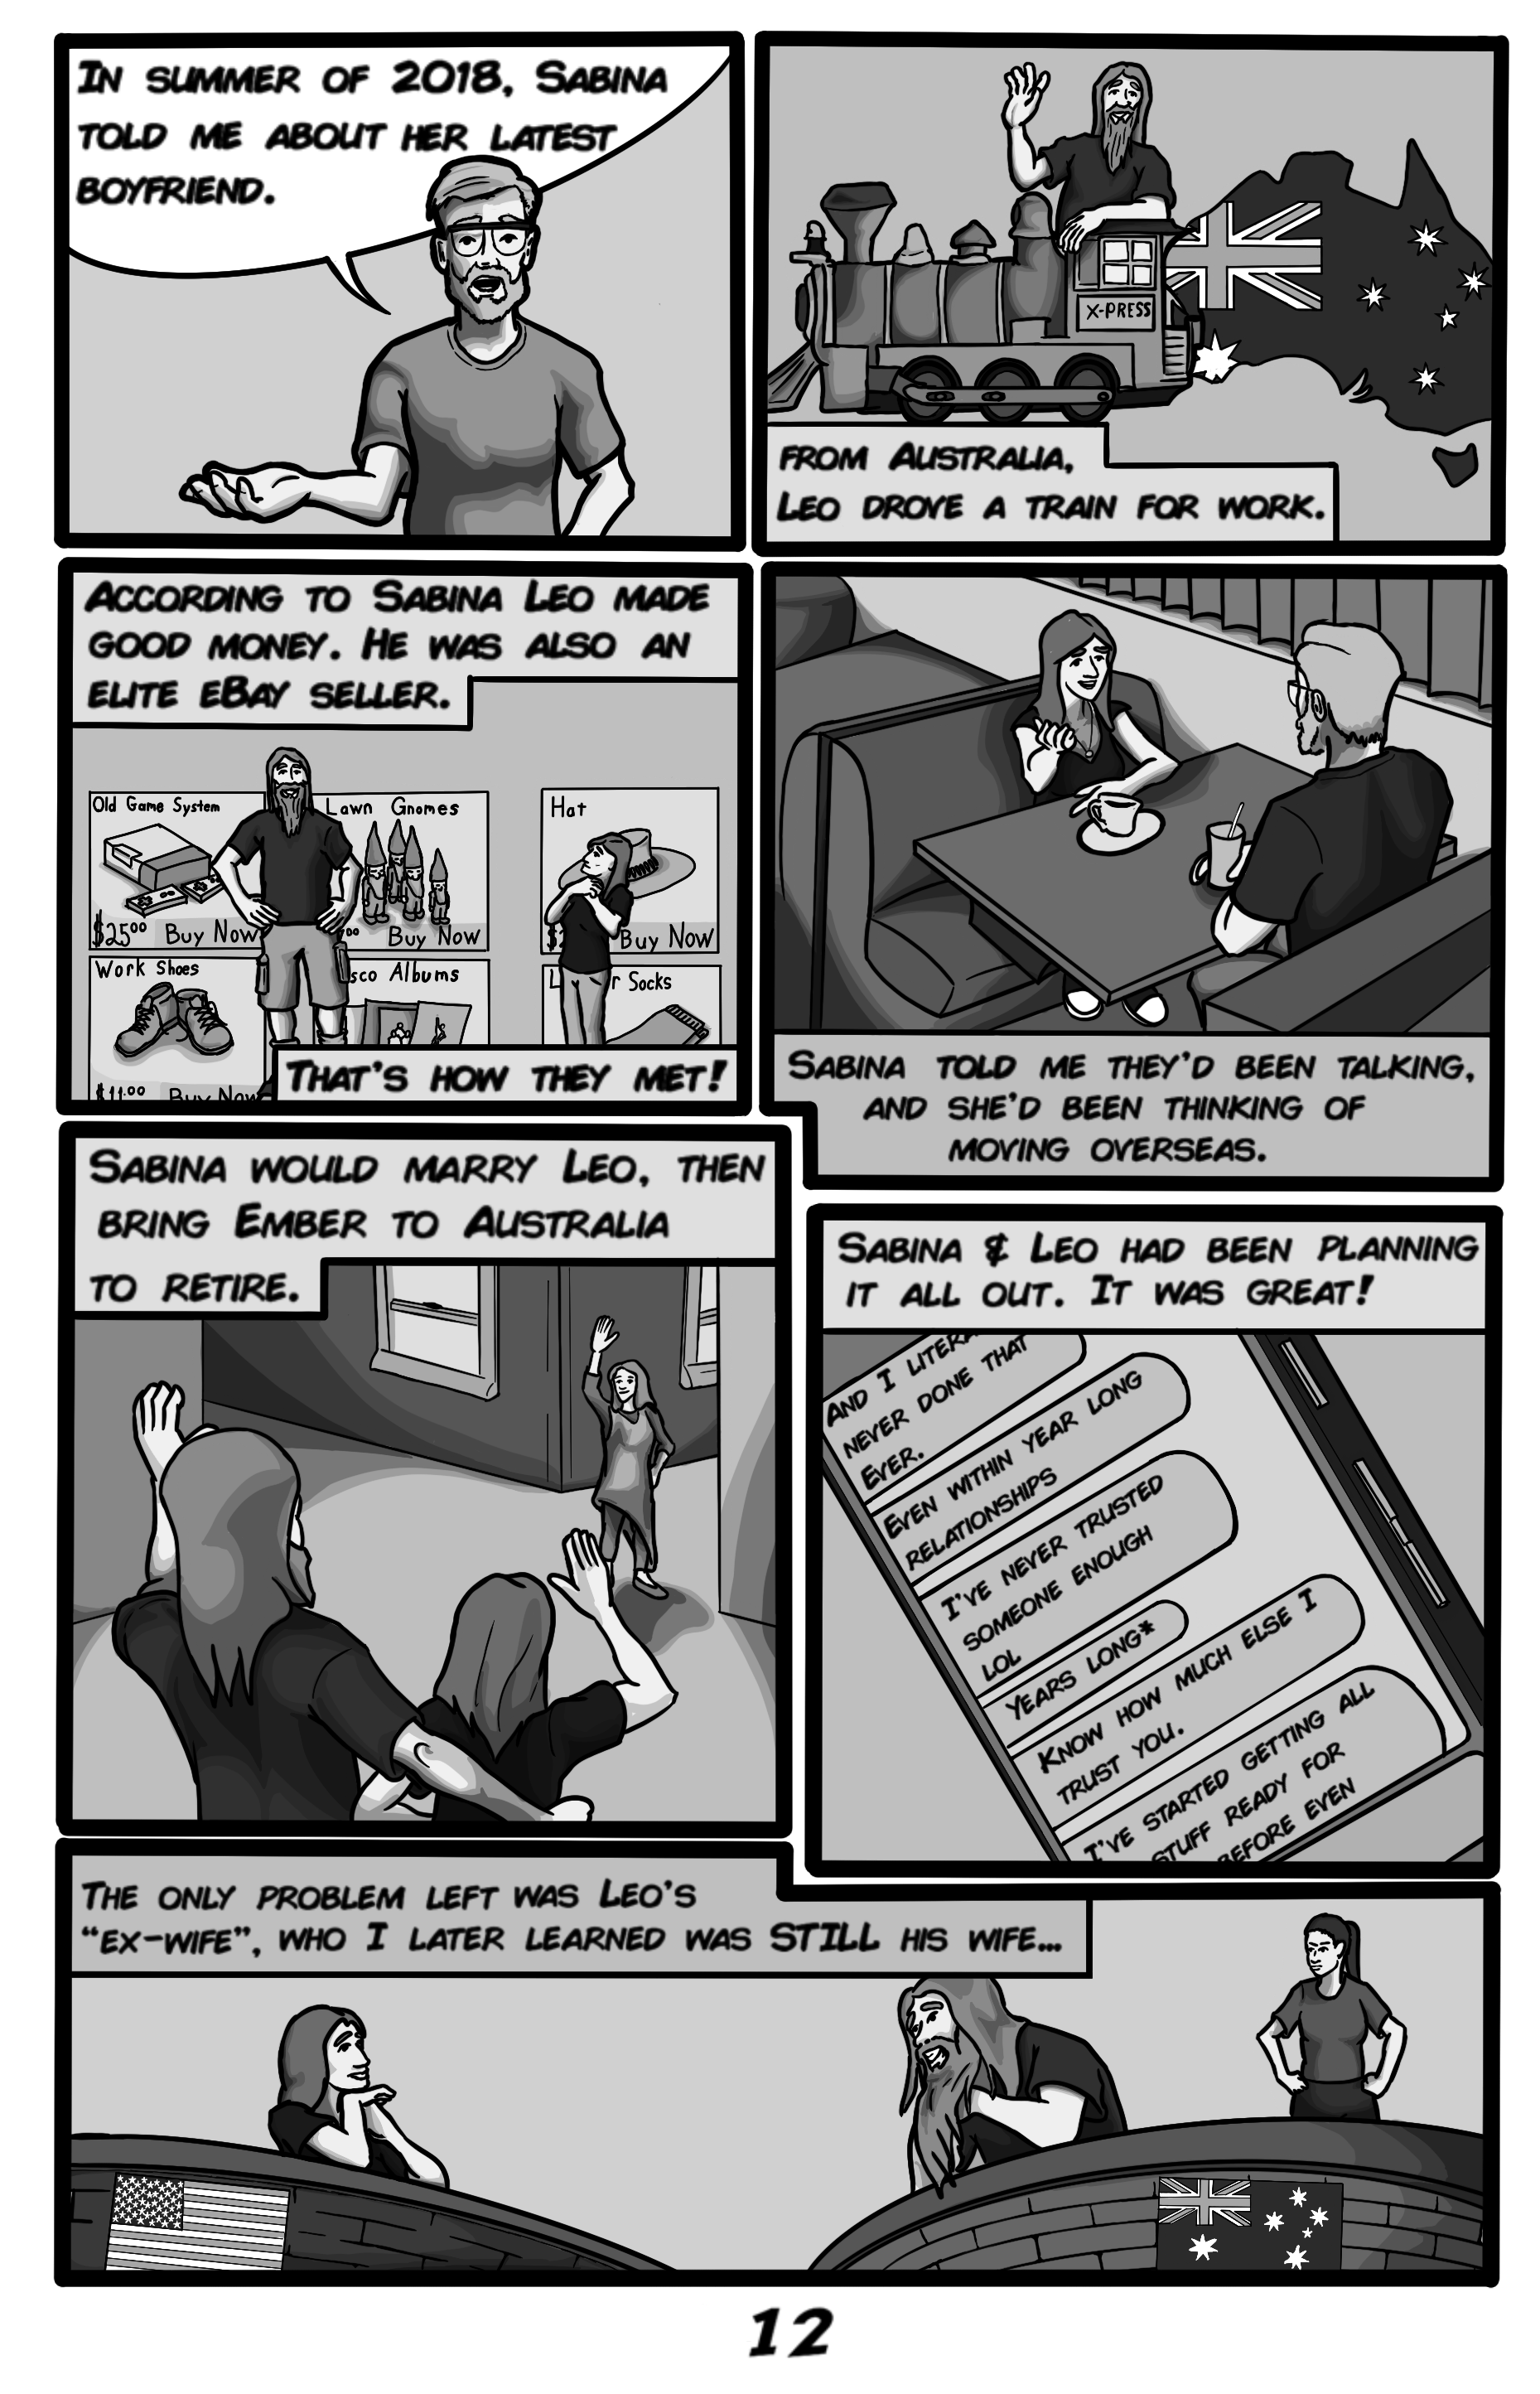 In summer of 2018, Sabina
told me about her latest
boyfriend.
X-PRESS
from Australia,
Leo drove a train for work.
According to Sabina Leo made
good money. He was also an
elite eBay seller.
Old Game System
$25⁰⁰ Buy Now
Lawn Gnomes
⁰⁰ Buy Now
Hat
Buy Now
Work Shoes
$11.⁰⁰ Buy Now
sco Albums
L r Socks
That's how they met!
Sabina told me they'd been talking,
and she'd been thinking of
moving overseas.
Sabina would marry Leo, then
bring Ember to Australia
to retire.
Sabina & Leo had been planning
it all out. It was great!
And I litera
never done that
Ever.
Even within year long
relationships
I've never trusted
someone enough
lol
Years long*
Know how much else I
trust you.
I've started getting all
stuff ready for
before even
The only problem left was Leo's
"ex-wife", who I later learned was STILL his wife...
12